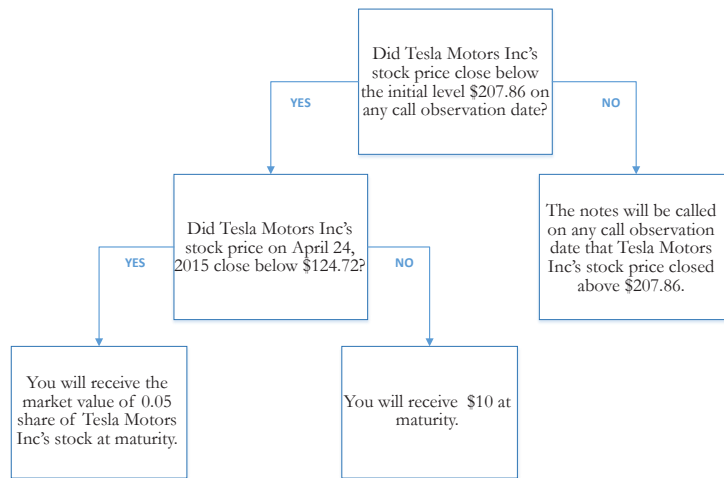 Did Tesla Motors Inc's
stock price close below
the initial level $207.86 on
any call observation date?
YES
NO
Did Tesla Motors Inc's
stock price on April 24,
2015 close below $124.72?
The notes will be called
on any call observation
date that Tesla Motors
Inc's stock price closed
above $207.86.
YES
NO
You will receive the
market value of 0.05
share of Tesla Motors
Inc's stock at maturity.
You will receive $10 at
maturity.